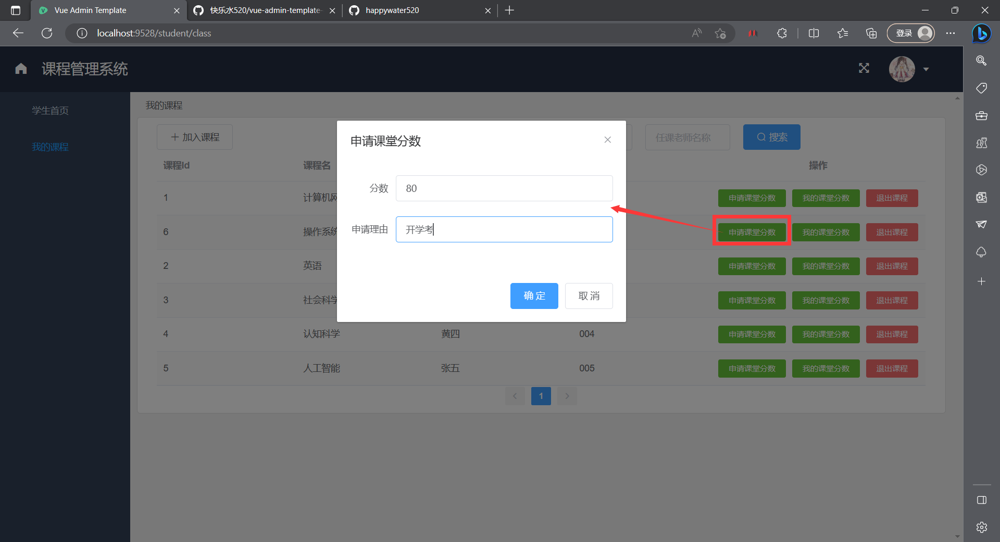 Vue Admin Template
快乐水520/vue-admin-template-
happywater520
localhost:9528/student/class
登录
课程管理系统
学生首页
我的课程
我的课程
加入课程
任课老师名称
搜索
课程Id 课程名 操作
1 计算机网 申请课堂分数 我的课堂分数 退出课程
6 操作系统 申请课堂分数 我的课堂分数 退出课程
2 英语 申请课堂分数 我的课堂分数 退出课程
3 社会科学 申请课堂分数 我的课堂分数 退出课程
4 认知科学 黄四 004 申请课堂分数 我的课堂分数 退出课程
5 人工智能 张五 005 申请课堂分数 我的课堂分数 退出课程
1
申请课堂分数
分数 80
申请理由 开学考
确 定 取 消